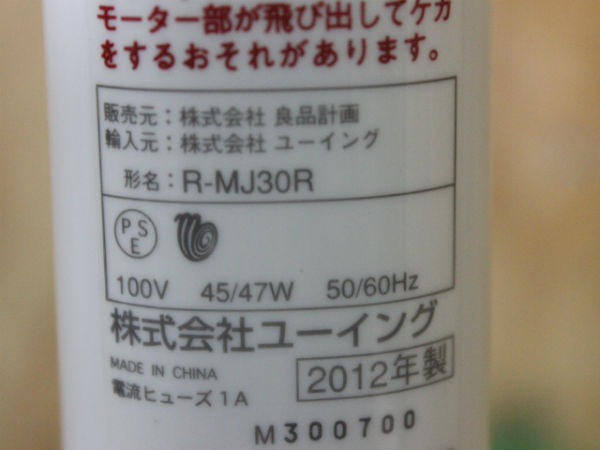 モーター部が飛び出してケガ
をするおそれがあります。
販売元：株式会社 良品計画
輸入元：株式会社 ユーイング
形名：R-MJ30R
PSE
100V 45/47W 50/60Hz
株式会社ユーイング
MADE IN CHINA
2012年製
電流ヒューズ1A
M300700